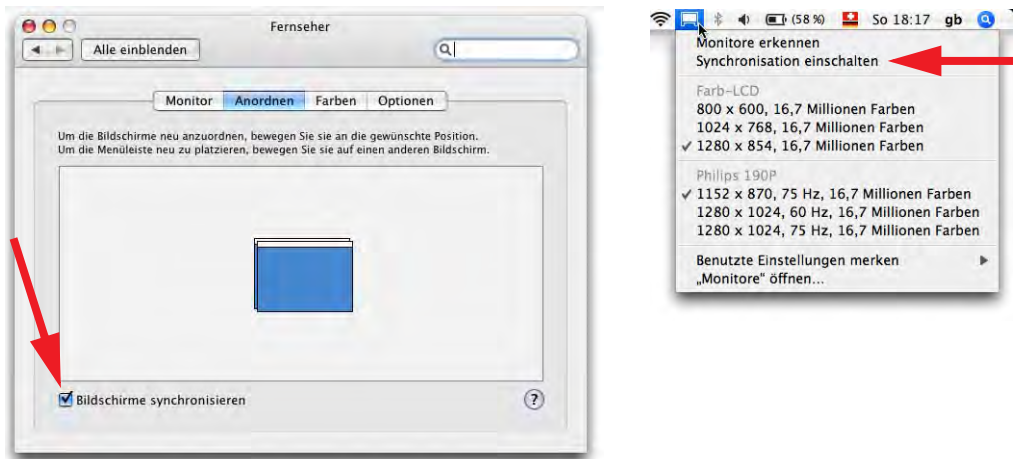 Fernseher
Alle einblenden
Monitor Anordnen Farben Optionen
Um die Bildschirme neu anzuordnen, bewegen Sie sie an die gewünschte Position.
Um die Menüleiste neu zu platzieren, bewegen Sie sie auf einen anderen Bildschirm.
Bildschirme synchronisieren
?
(58 %) So 18:17 gb
Monitore erkennen
Synchronisation einschalten
Farb-LCD
800 x 600, 16,7 Millionen Farben
1024 x 768, 16,7 Millionen Farben
✓ 1280 x 854, 16,7 Millionen Farben
Philips 190P
✓ 1152 x 870, 75 Hz, 16,7 Millionen Farben
1280 x 1024, 60 Hz, 16,7 Millionen Farben
1280 x 1024, 75 Hz, 16,7 Millionen Farben
Benutzte Einstellungen merken
„Monitore“ öffnen...